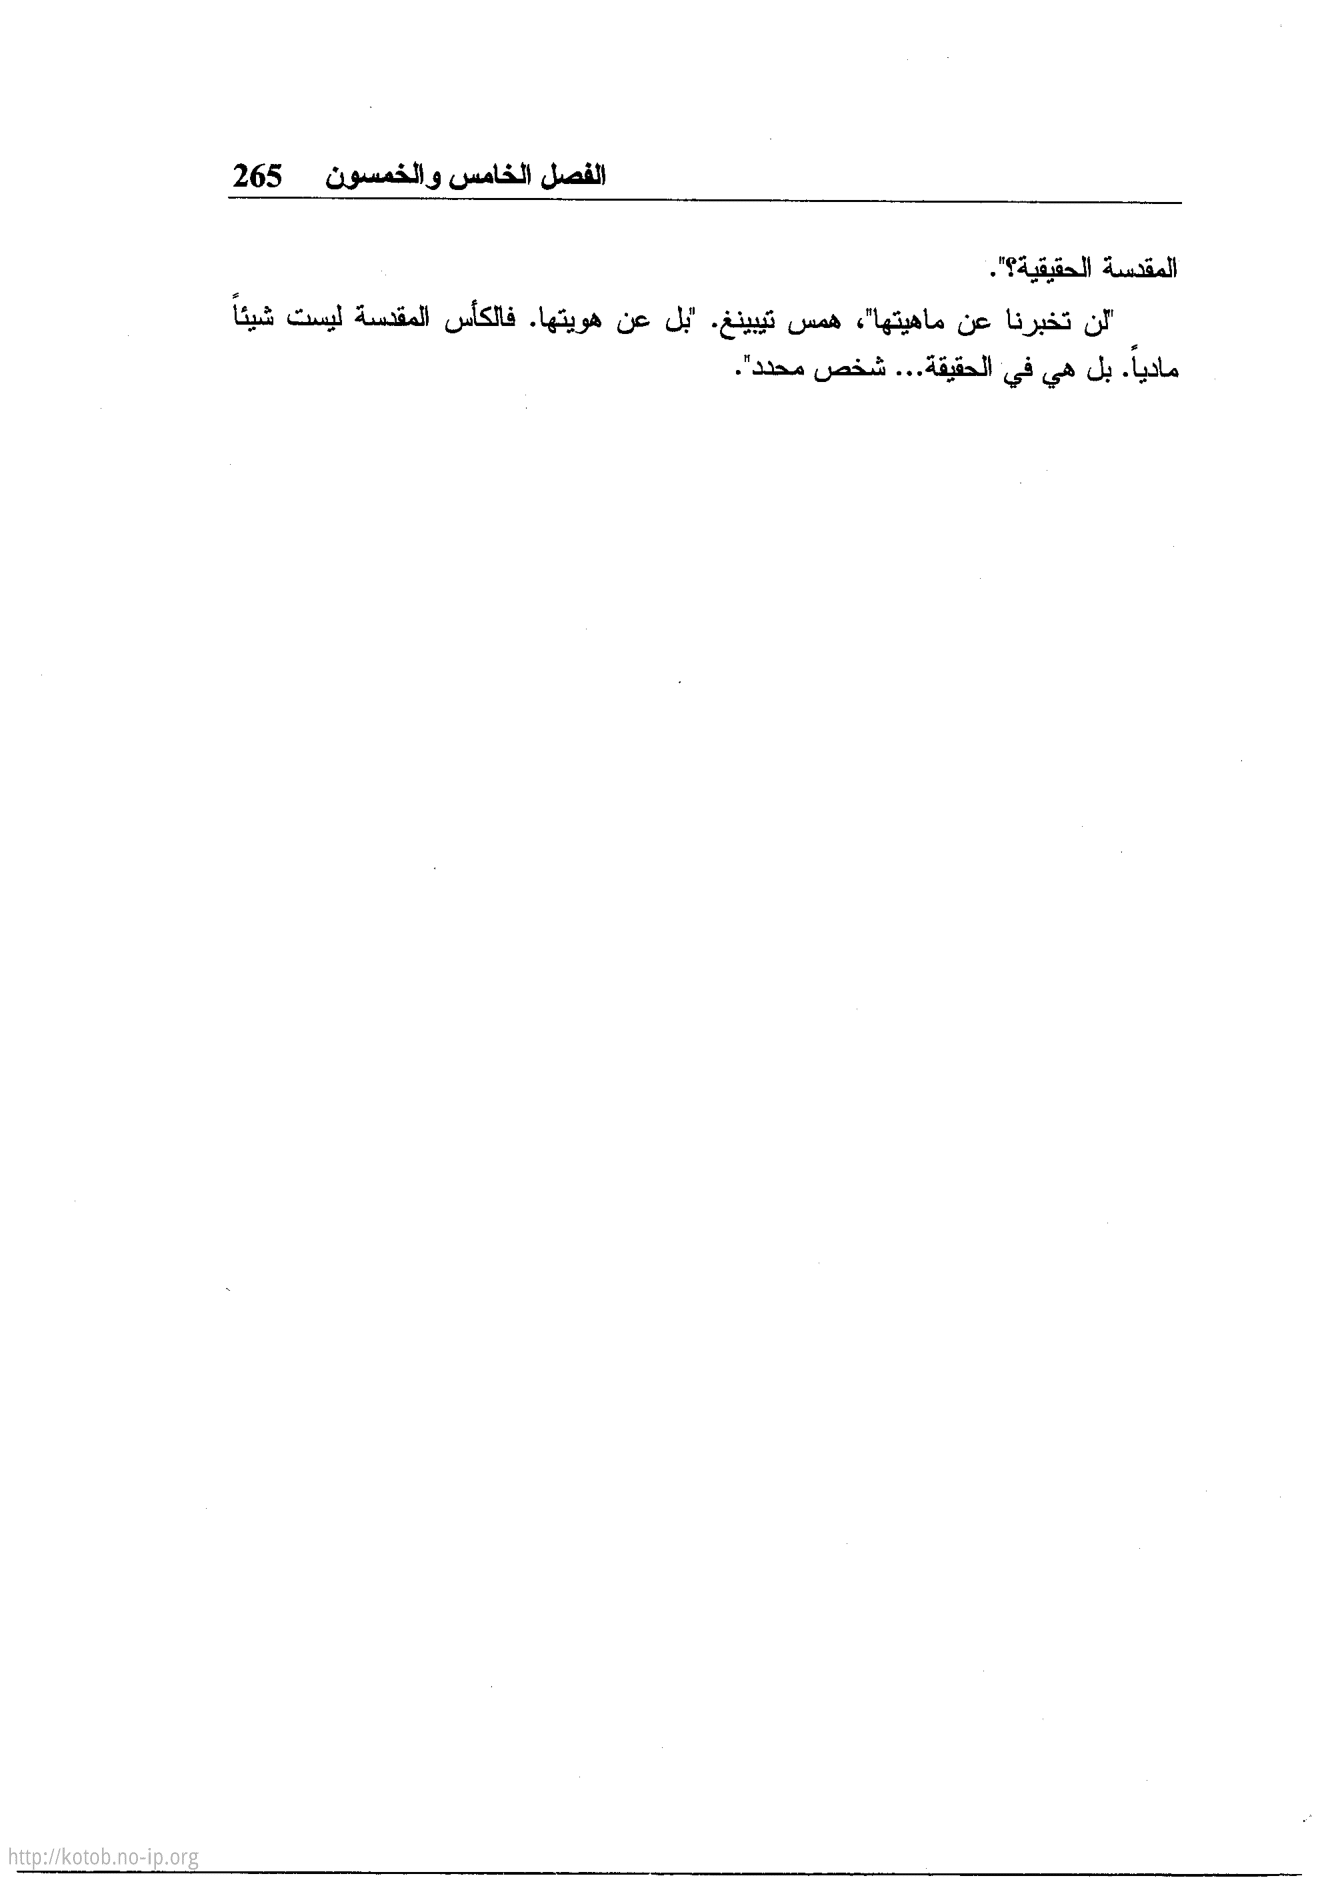 الفصل الخامس والخمسون 265
المقدسة الحقيقية؟".
"لن تخبرنا عن ماهيتها"، همس تيبينغ. "بل عن هويتها. فالكأس المقدسة ليست شيئاً
مادياً. بل هي في الحقيقة... شخص محدد".
http://kotob.no-ip.org